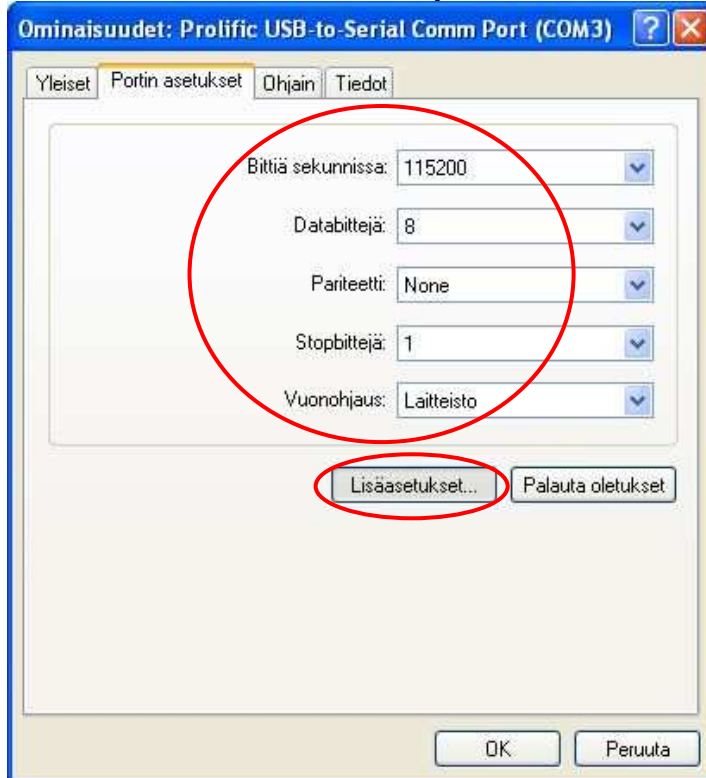 Ominaisuudet: Prolific USB-to-Serial Comm Port (COM3)
Yleiset Portin asetukset Ohjain Tiedot
Bittiä sekunnissa: 115200
Databittejä: 8
Pariteetti: None
Stopbittejä: 1
Vuonohjaus: Laitteisto
Lisäasetukset... Palauta oletukset
OK Peruuta